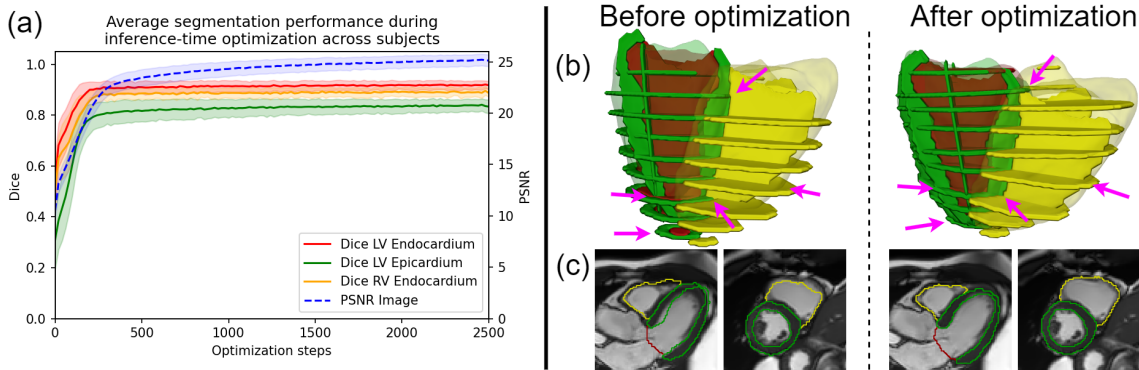 (a)
Average segmentation performance during
inference-time optimization across subjects
Dice
1.0
0.8
0.6
0.4
0.2
0.0
PSNR
25
20
15
10
5
0
Dice LV Endocardium
Dice LV Epicardium
Dice RV Endocardium
PSNR Image
0 500 1000 1500 2000 2500
Optimization steps
Before optimization
After optimization
(b)
(c)